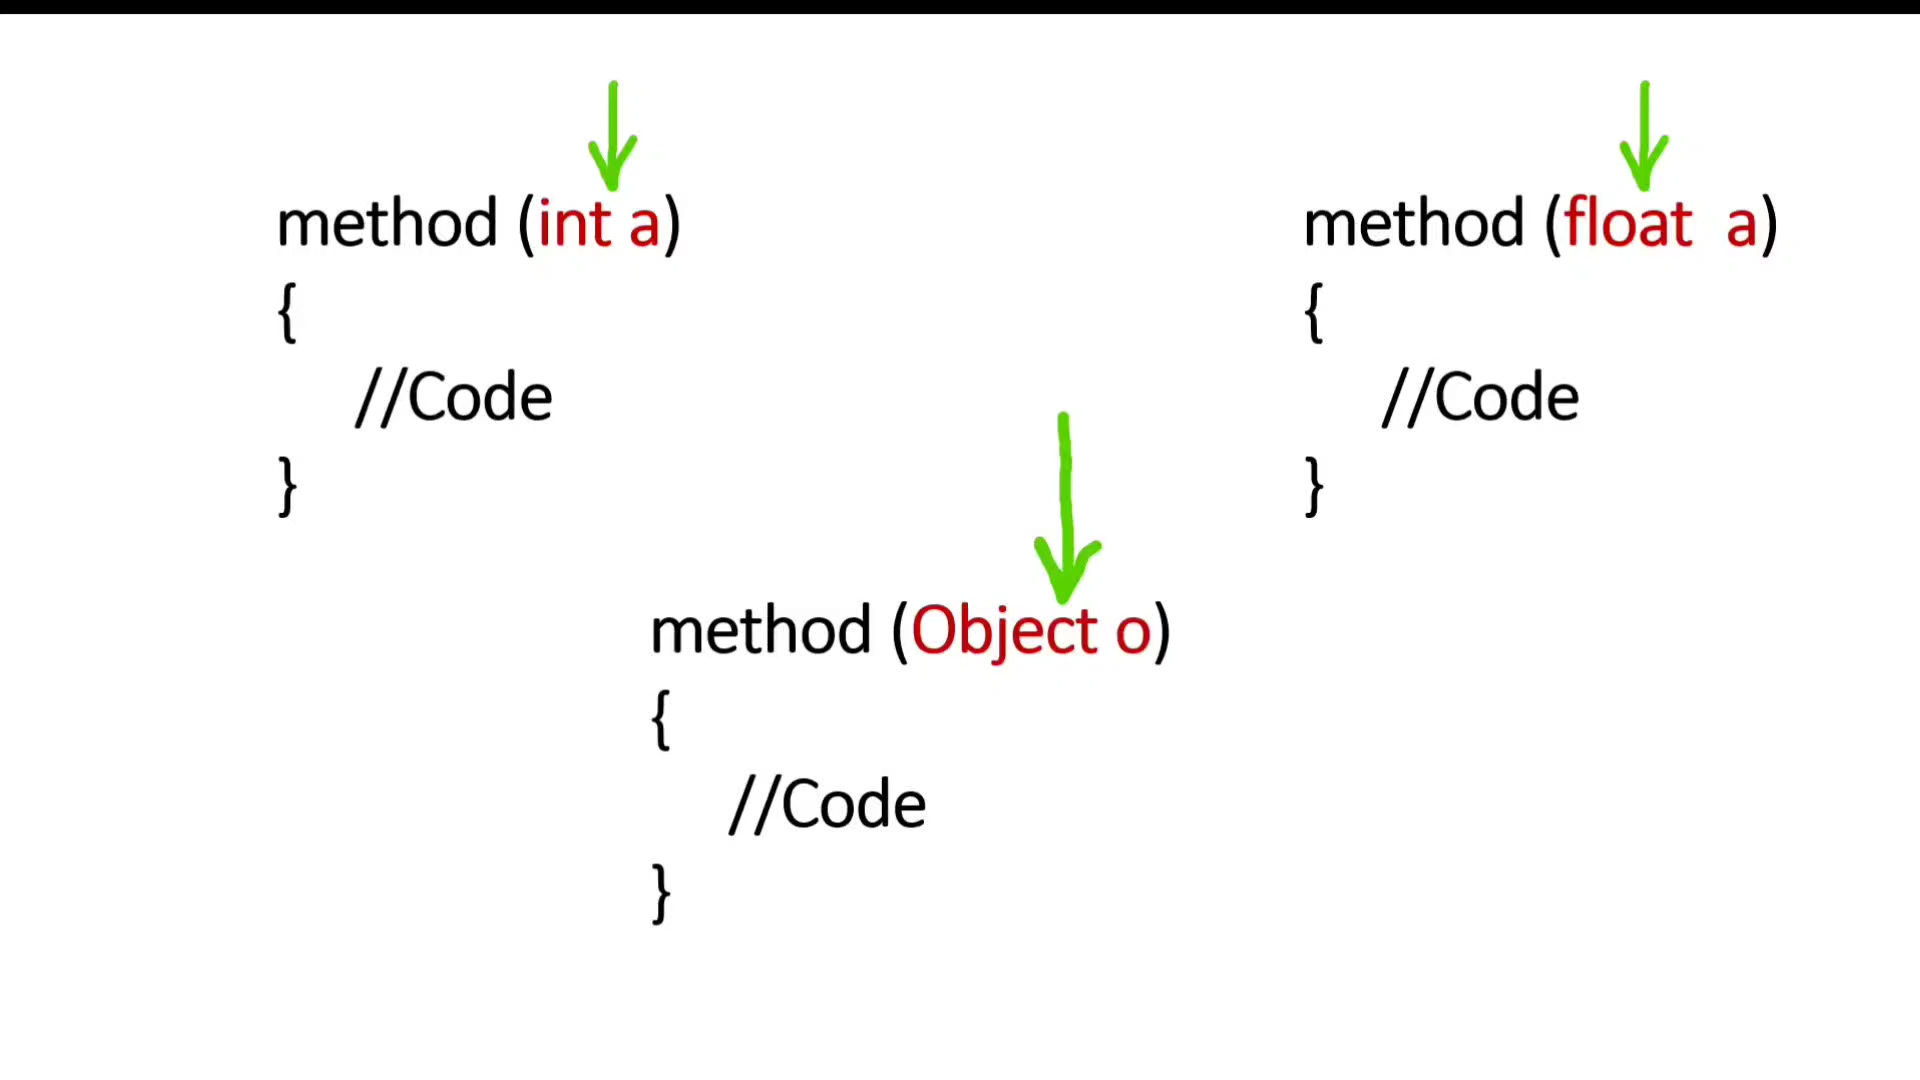 method (int a)
{
//Code
}
method (float  a)
{
//Code
}
method (Object o)
{
//Code
}